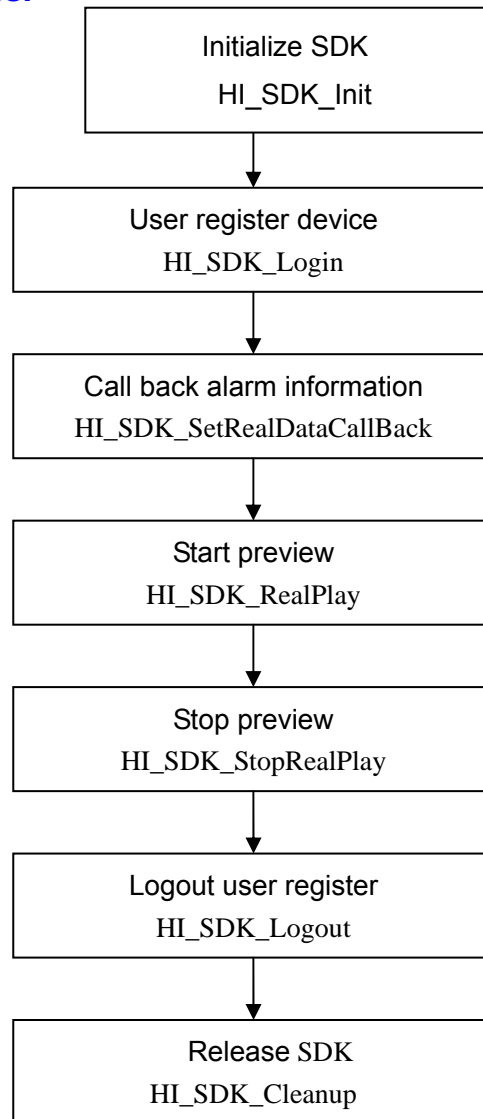 Initialize SDK
HI_SDK_Init
User register device
HI_SDK_Login
Call back alarm information
HI_SDK_SetRealDataCallBack
Start preview
HI_SDK_RealPlay
Stop preview
HI_SDK_StopRealPlay
Logout user register
HI_SDK_Logout
Release SDK
HI_SDK_Cleanup